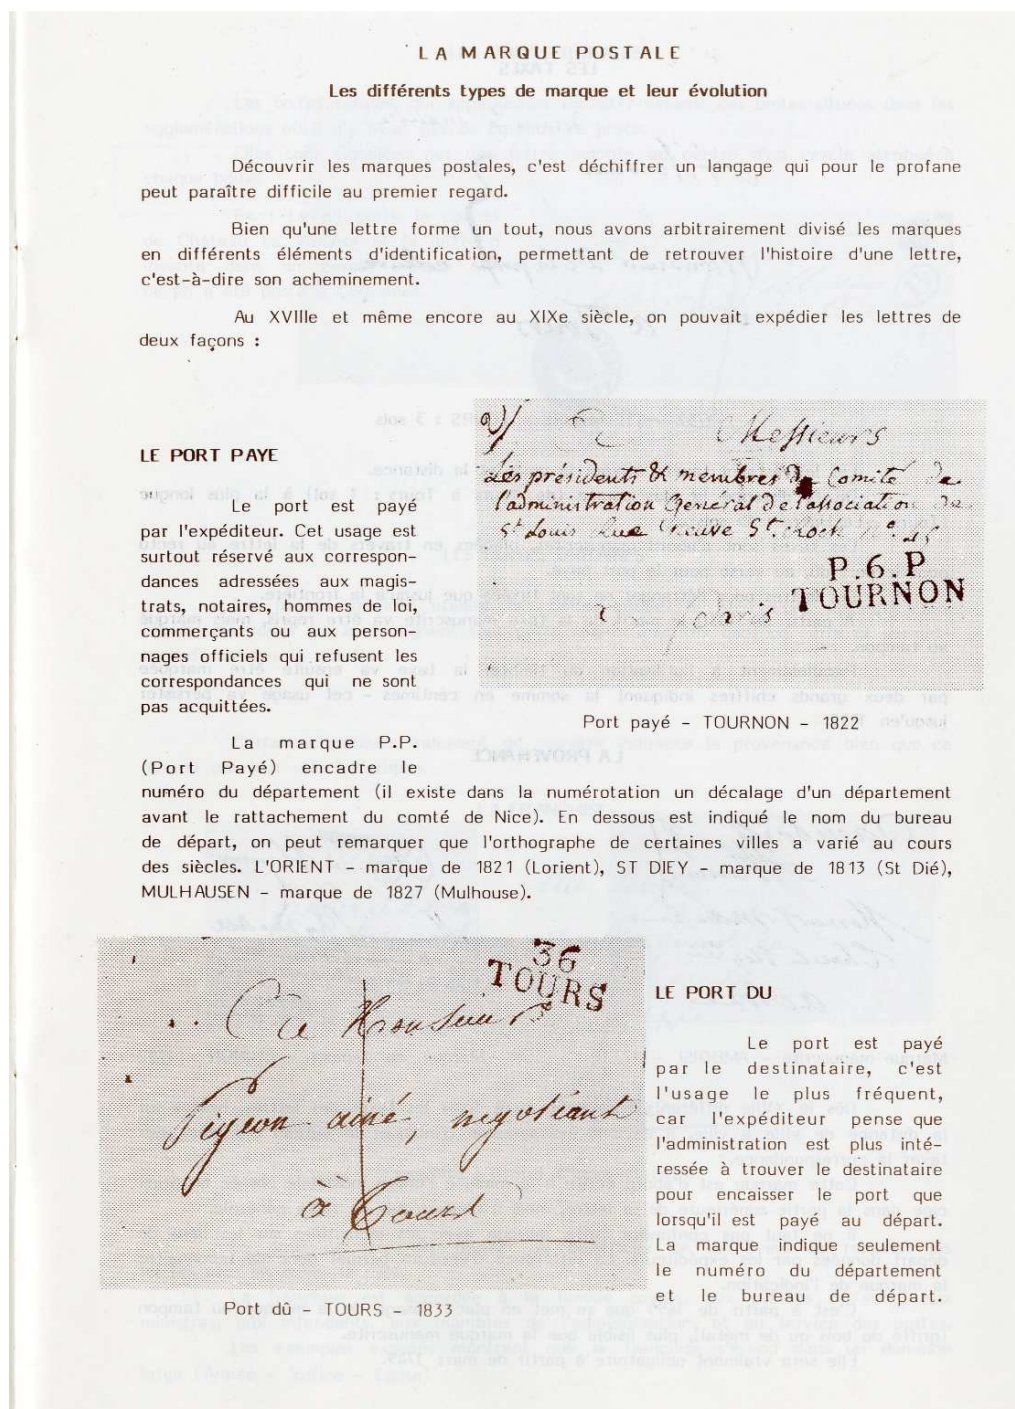 LA MARQUE POSTALE
Les différents types de marque et leur évolution
Découvrir les marques postales, c'est déchiffrer un langage qui pour le profane
peut paraître difficile au premier regard.
Bien qu'une lettre forme un tout, nous avons arbitrairement divisé les marques
en différents éléments d'identification, permettant de retrouver l'histoire d'une lettre,
c'est-à-dire son acheminement.
Au XVIIIe et même encore au XIXe siècle, on pouvait expédier les lettres de
deux façons :
LE PORT PAYE
Le port est payé
par l'expéditeur. Cet usage est
surtout réservé aux correspon-
dances adressées aux magis-
trats, notaires, hommes de loi,
commerçants ou aux person-
nages officiels qui refusent les
correspondances qui ne sont
pas acquittées.
Messieurs
Les présidents & membres du Comité de
l'administration General de l'association de
St. Louis Rue Neuve St. Roch n°
P.6.P
TOURNON
à Paris
Port payé - TOURNON - 1822
La marque P.P.
(Port Payé) encadre le
numéro du département (il existe dans la numérotation un décalage d'un département
avant le rattachement du comté de Nice). En dessous est indiqué le nom du bureau
de départ, on peut remarquer que l'orthographe de certaines villes a varié au cours
des siècles. L'ORIENT - marque de 1821 (Lorient), ST DIEY - marque de 1813 (St Dié),
MULHAUSEN - marque de 1827 (Mulhouse).
36
TOURS
A Monsieur
Pigeon ainé, negotiant
à Tours
Port dû - TOURS - 1833
LE PORT DU
Le port est payé
par le destinataire, c'est
l'usage le plus fréquent,
car l'expéditeur pense que
l'administration est plus inté-
ressée à trouver le destinataire
pour encaisser le port que
lorsqu'il est payé au départ.
La marque indique seulement
le numéro du département
et le bureau de départ.